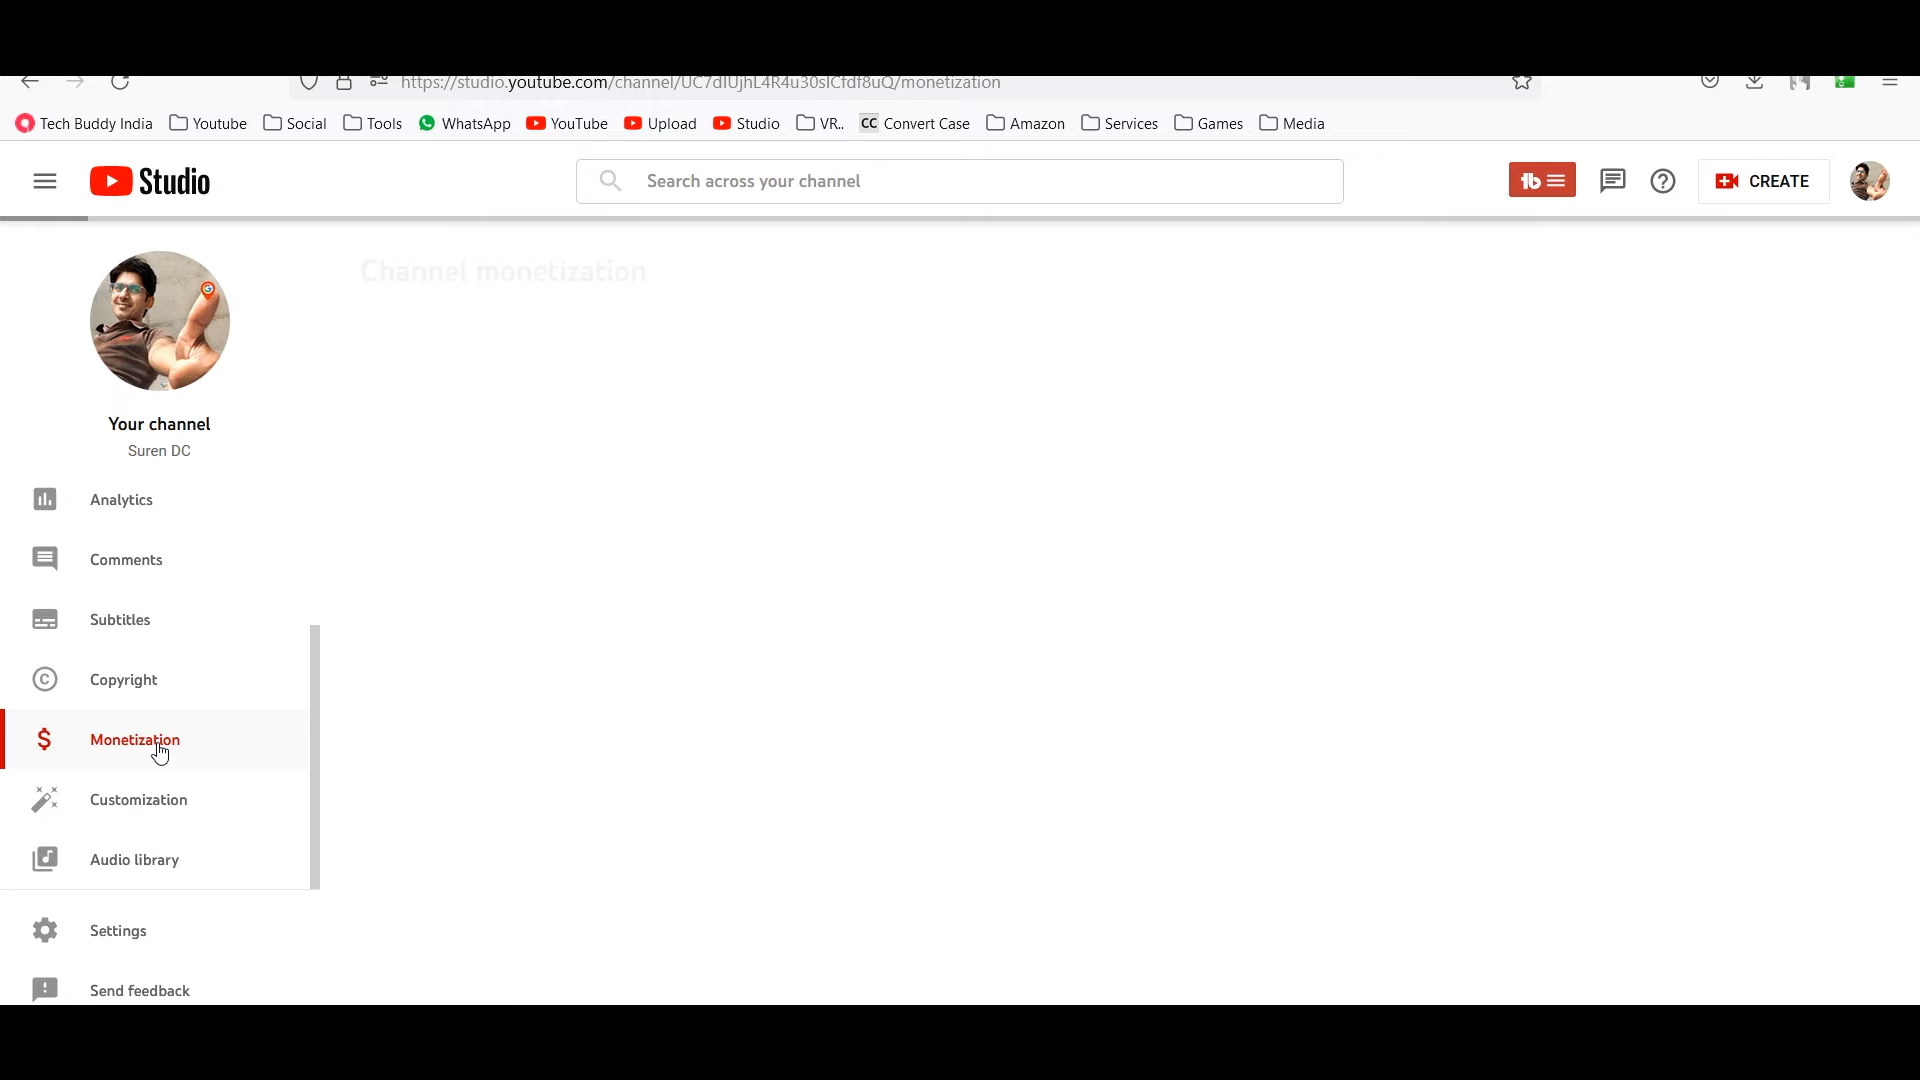 https://studio.youtube.com/channel/UC7dIUjhL4R4u30sICfdf8uQ/monetization
Tech Buddy India Youtube Social Tools WhatsApp YouTube Upload Studio VR.. CC Convert Case Amazon Services Games Media
Studio Search across your channel tb CREATE
Channel monetization
Your channel
Suren DC
Analytics
Comments
Subtitles
Copyright
Monetization
Customization
Audio library
Settings
Send feedback